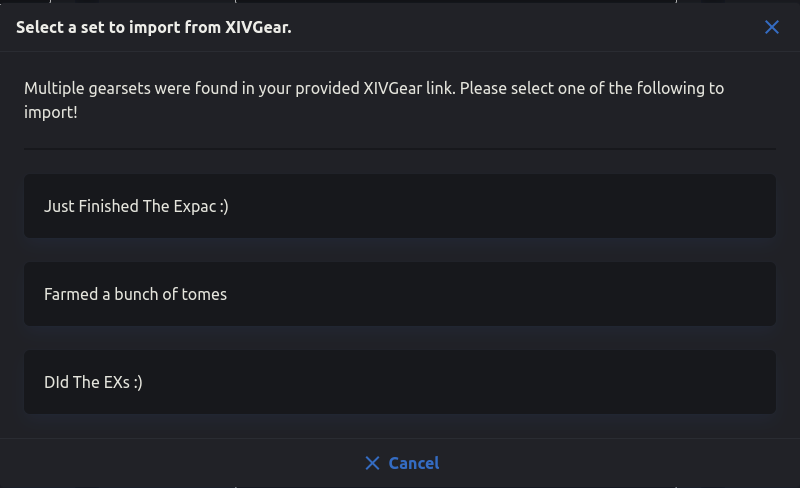 Select a set to import from XIVGear.
Multiple gearsets were found in your provided XIVGear link. Please select one of the following to
import!
Just Finished The Expac :)
Farmed a bunch of tomes
DId The EXs :)
Cancel